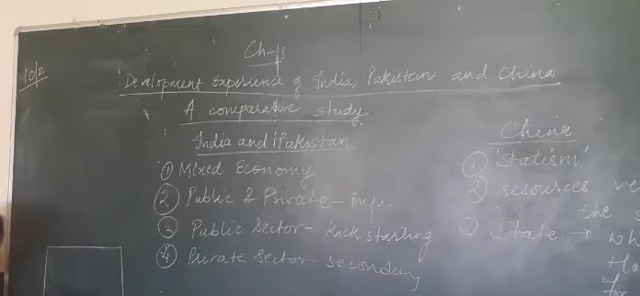 10/2
Ch-13
Development Experience of India, Pakistan and China
A comparative study
India and Pakistan
① Mixed Economy
② Public & Private - imp.
③ Public Sector - kick starting
④ Private Sector - secondary
China
① 'Statism'
② resources ve
the
③ State →